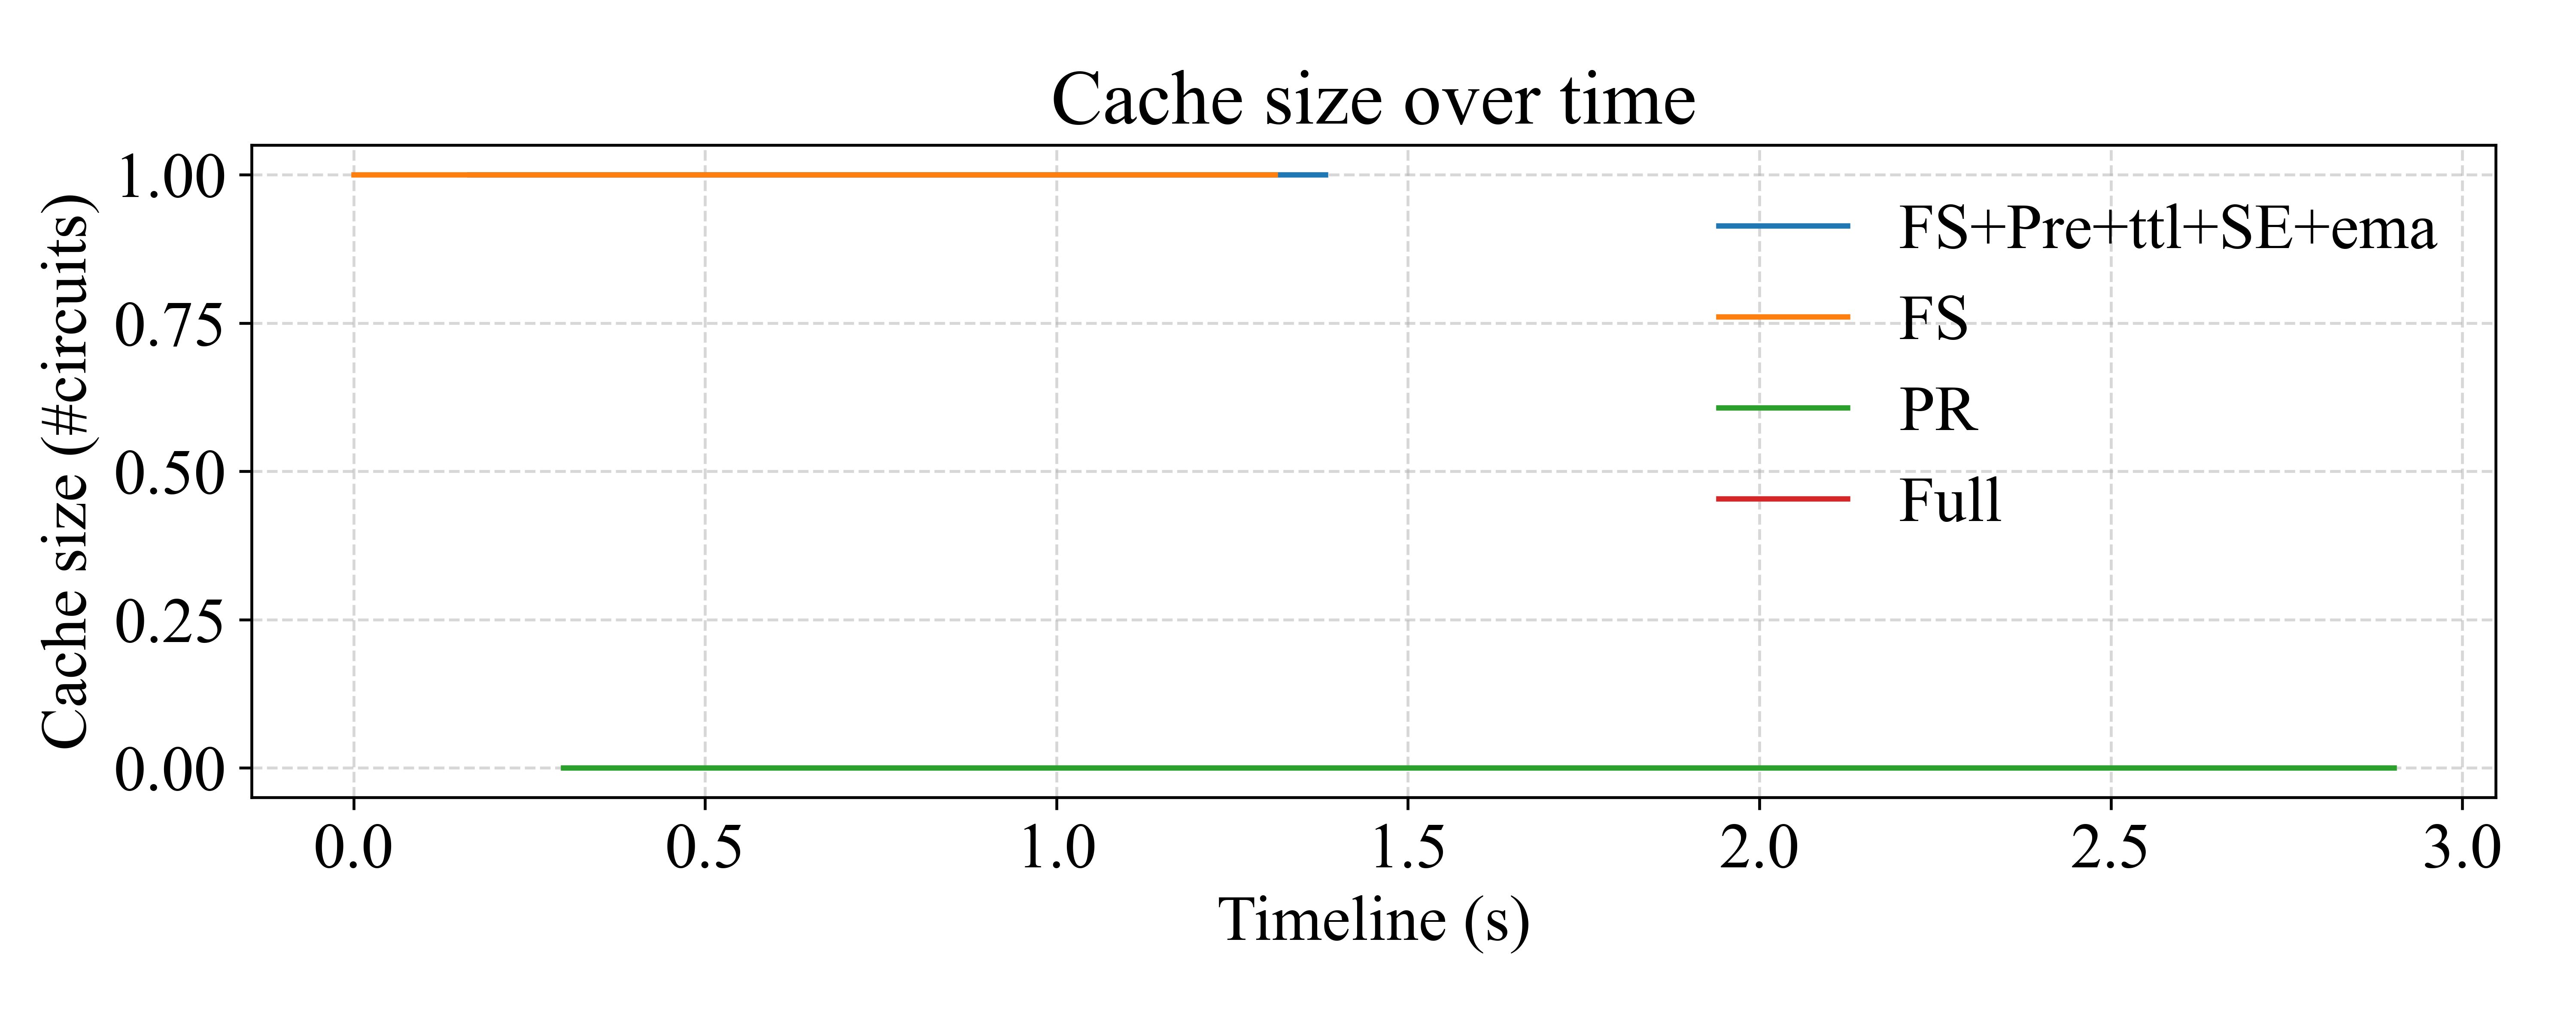 Cache size over time
Cache size (#circuits)
1.00
0.75
0.50
0.25
0.00
FS+Pre+ttl+SE+ema
FS
PR
Full
0.0 0.5 1.0 1.5 2.0 2.5 3.0
Timeline (s)